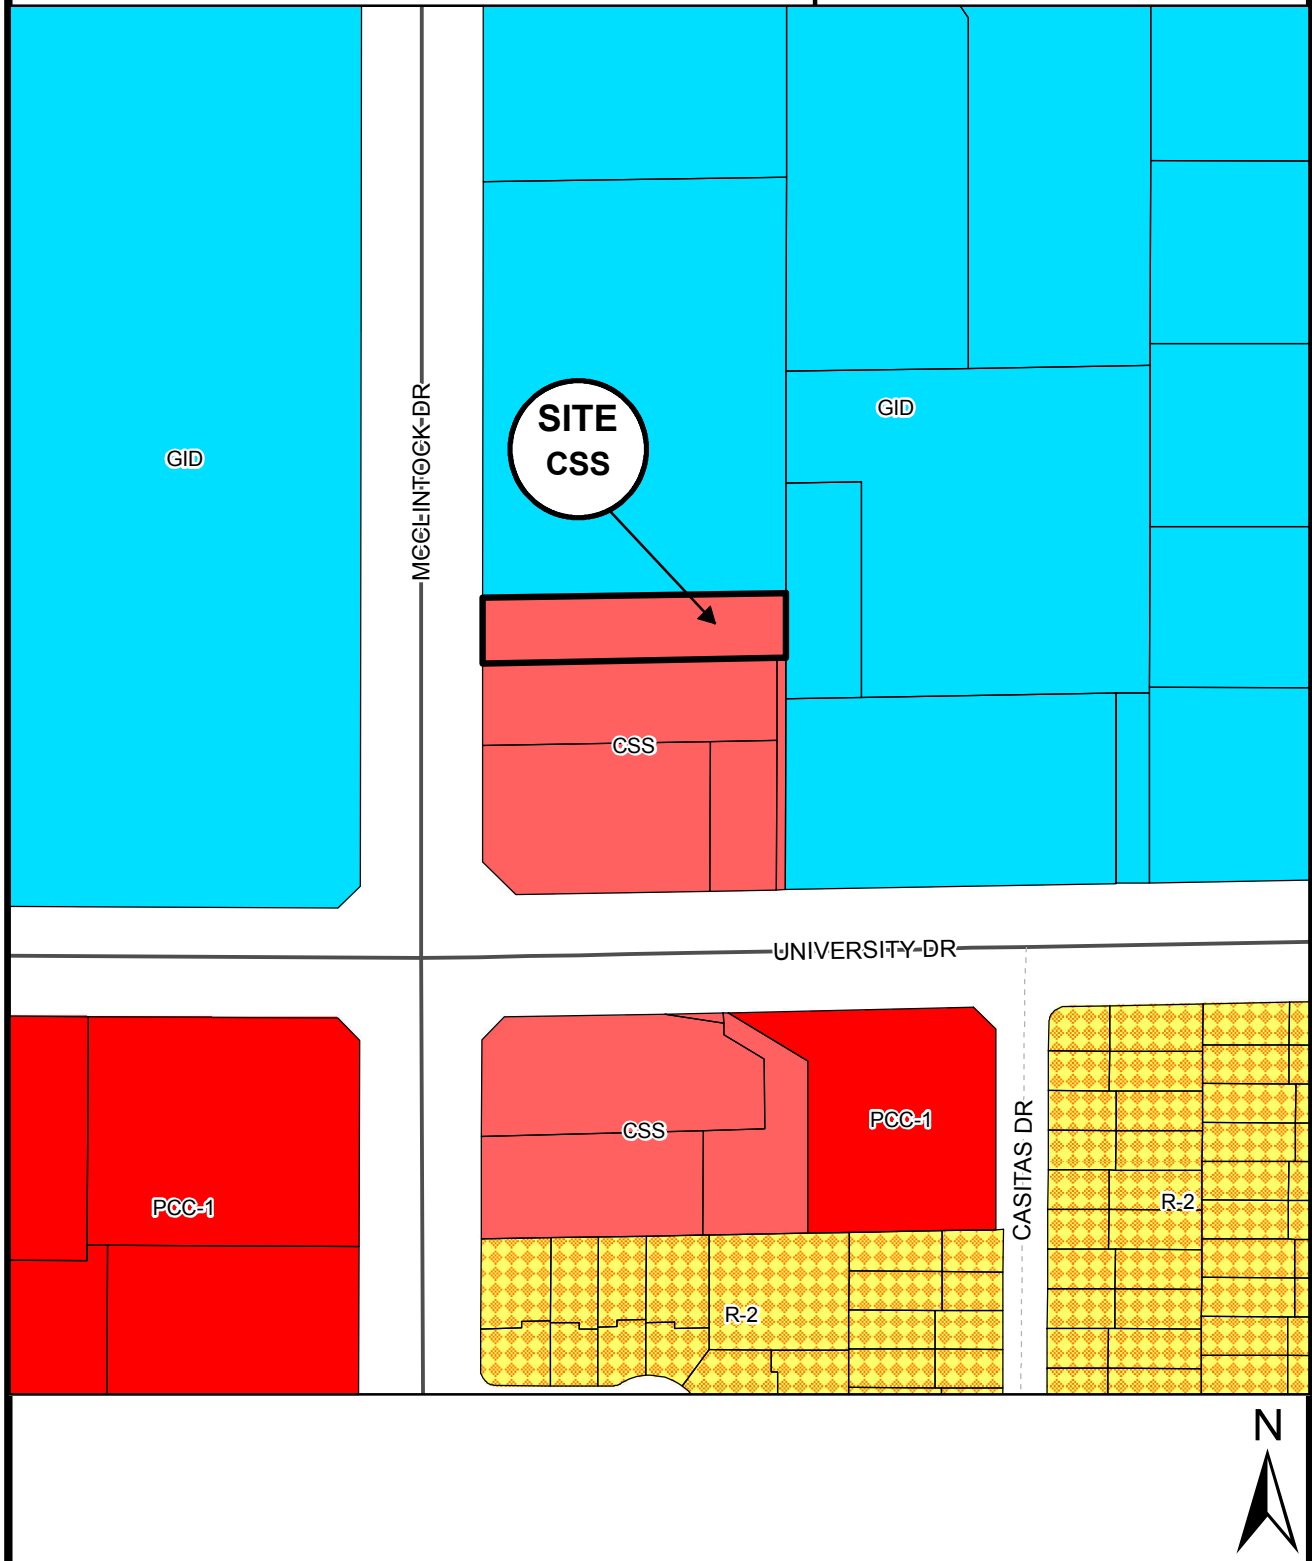 GID
MCCLINTOCK DR
SITE
CSS
GID
CSS
UNIVERSITY DR
PCC-1
CSS
PCC-1
CASITAS DR
R-2
R-2
N